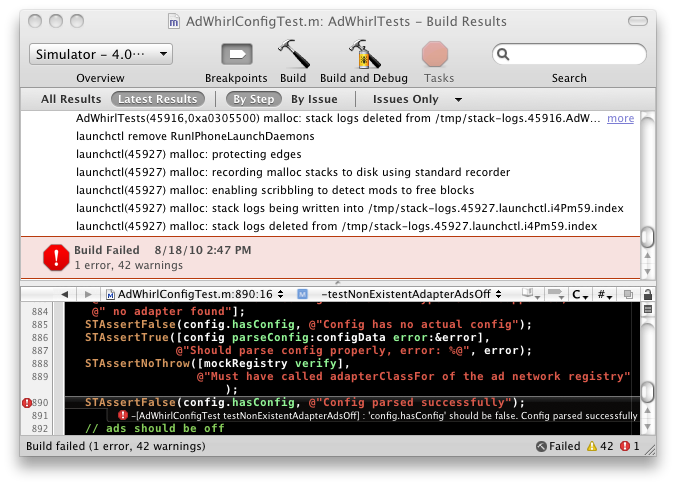 AdWhirlConfigTest.m: AdWhirlTests – Build Results
Simulator - 4.0...
Overview
Breakpoints
Build
Build and Debug
Tasks
Search
All Results Latest Results By Step By Issue Issues Only
AdWhirlTests(45916,0xa0305500) malloc: stack logs deleted from /tmp/stack-logs.45916.AdW... more
launchctl remove RunIPhoneLaunchDaemons
launchctl(45927) malloc: protecting edges
launchctl(45927) malloc: recording malloc stacks to disk using standard recorder
launchctl(45927) malloc: enabling scribbling to detect mods to free blocks
launchctl(45927) malloc: stack logs being written into /tmp/stack-logs.45927.launchctl.i4Pm59.index
launchctl(45927) malloc: stack logs deleted from /tmp/stack-logs.45927.launchctl.i4Pm59.index
Build Failed 8/18/10 2:47 PM
1 error, 42 warnings
AdWhirlConfigTest.m:890:16 -testNonExistentAdapterAdsOff C #
884 @" no adapter found"];
885 STAssertFalse(config.hasConfig, @"Config has no actual config");
886 STAssertTrue([config parseConfig:configData error:&error],
887 @"Should parse config properly, error: %@", error);
888 STAssertNoThrow([mockRegistry verify],
889 @"Must have called adapterClassFor of the ad network registry"
);
890 STAssertFalse(config.hasConfig, @"Config parsed successfully");
891 -[AdWhirlConfigTest testNonExistentAdapterAdsOff] : 'config.hasConfig' should be false. Config parsed successfully
892 // ads should be off
Build failed (1 error, 42 warnings) Failed 42 1